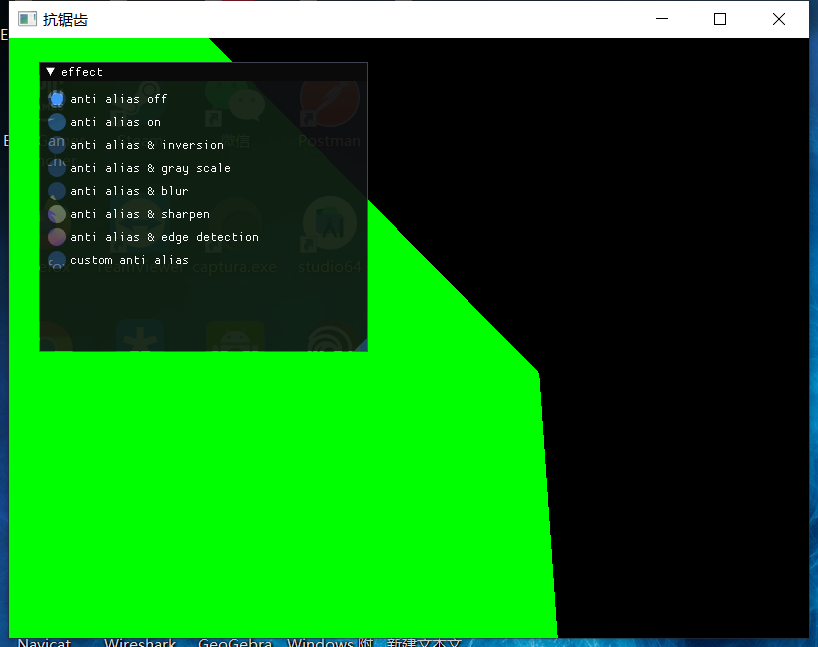 抗锯齿
E
▼ effect
anti alias off
anti alias on
微信
Postman
anti alias & inversion
anti alias & gray scale
anti alias & blur
anti alias & sharpen
anti alias & edge detection
custom anti alias
captura.exe
studio64
Navicat
Wireshark
GeoGebra
Windows 附
新建文本文